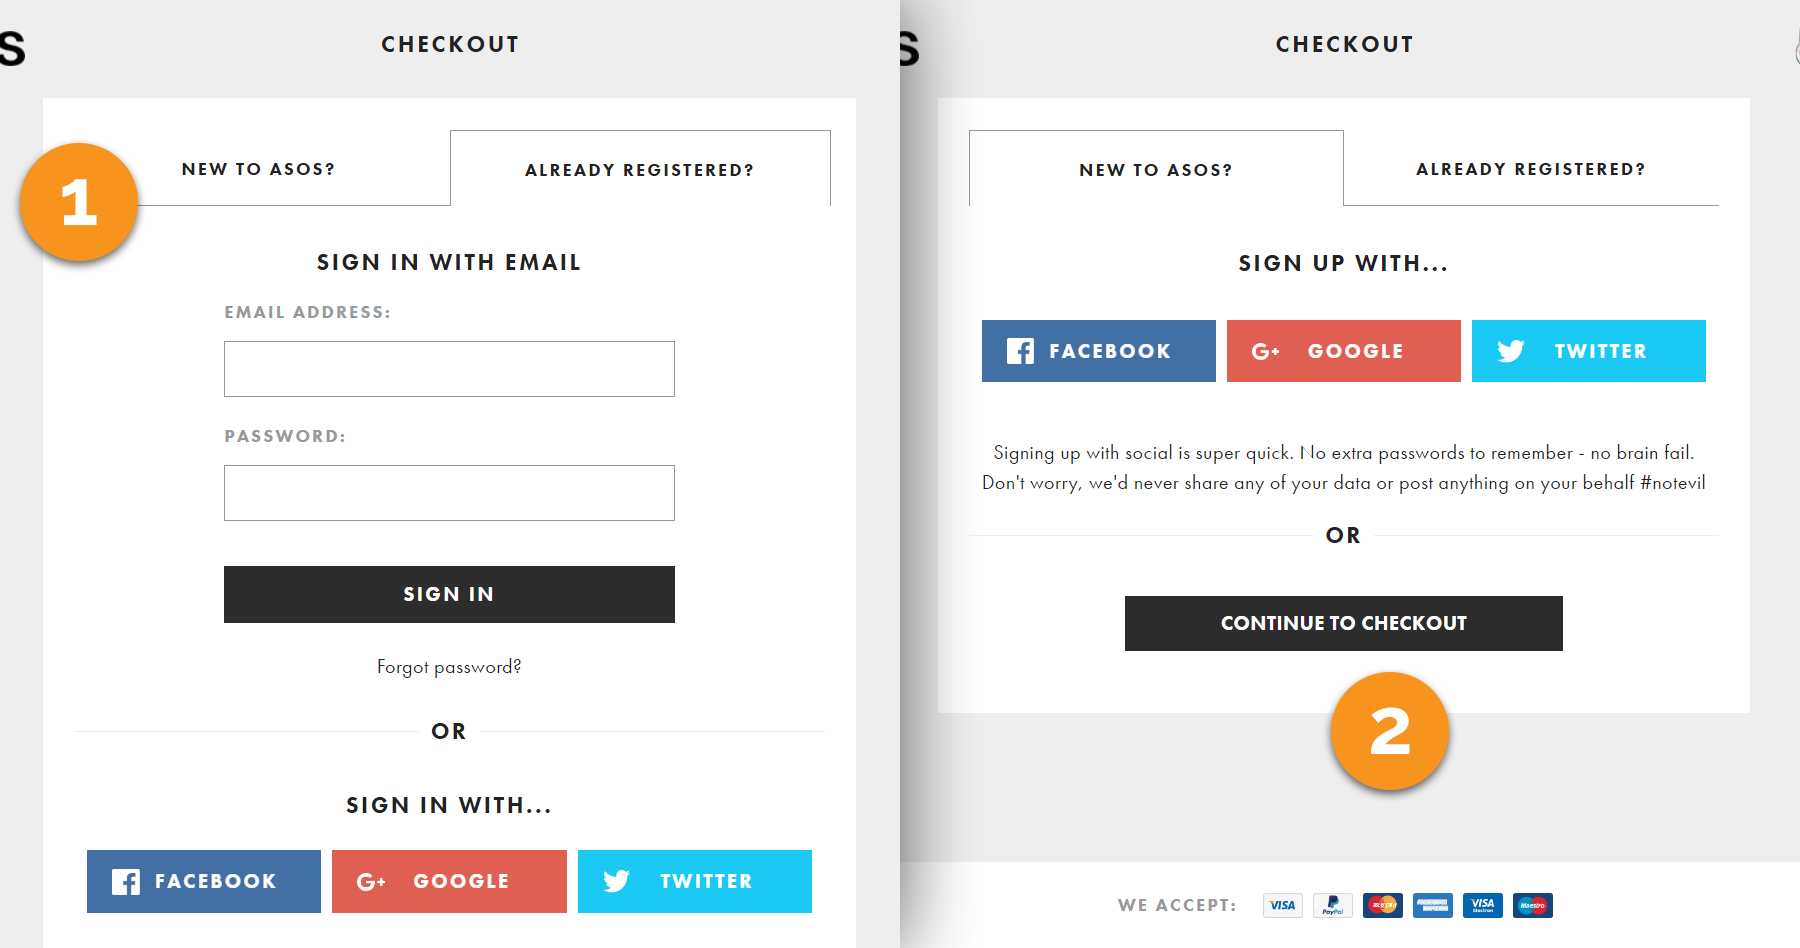 S
CHECKOUT
NEW TO ASOS?
ALREADY REGISTERED?
1
SIGN IN WITH EMAIL
EMAIL ADDRESS:
PASSWORD:
SIGN IN
Forgot password?
OR
SIGN IN WITH...
FACEBOOK
G+ GOOGLE
TWITTER
S
CHECKOUT
NEW TO ASOS?
ALREADY REGISTERED?
SIGN UP WITH...
FACEBOOK
G+ GOOGLE
TWITTER
Signing up with social is super quick. No extra passwords to remember - no brain fail.
Don't worry, we'd never share any of your data or post anything on your behalf #notevil
OR
CONTINUE TO CHECKOUT
2
WE ACCEPT:
VISA
PayPal
VISA
Electron
Maestro